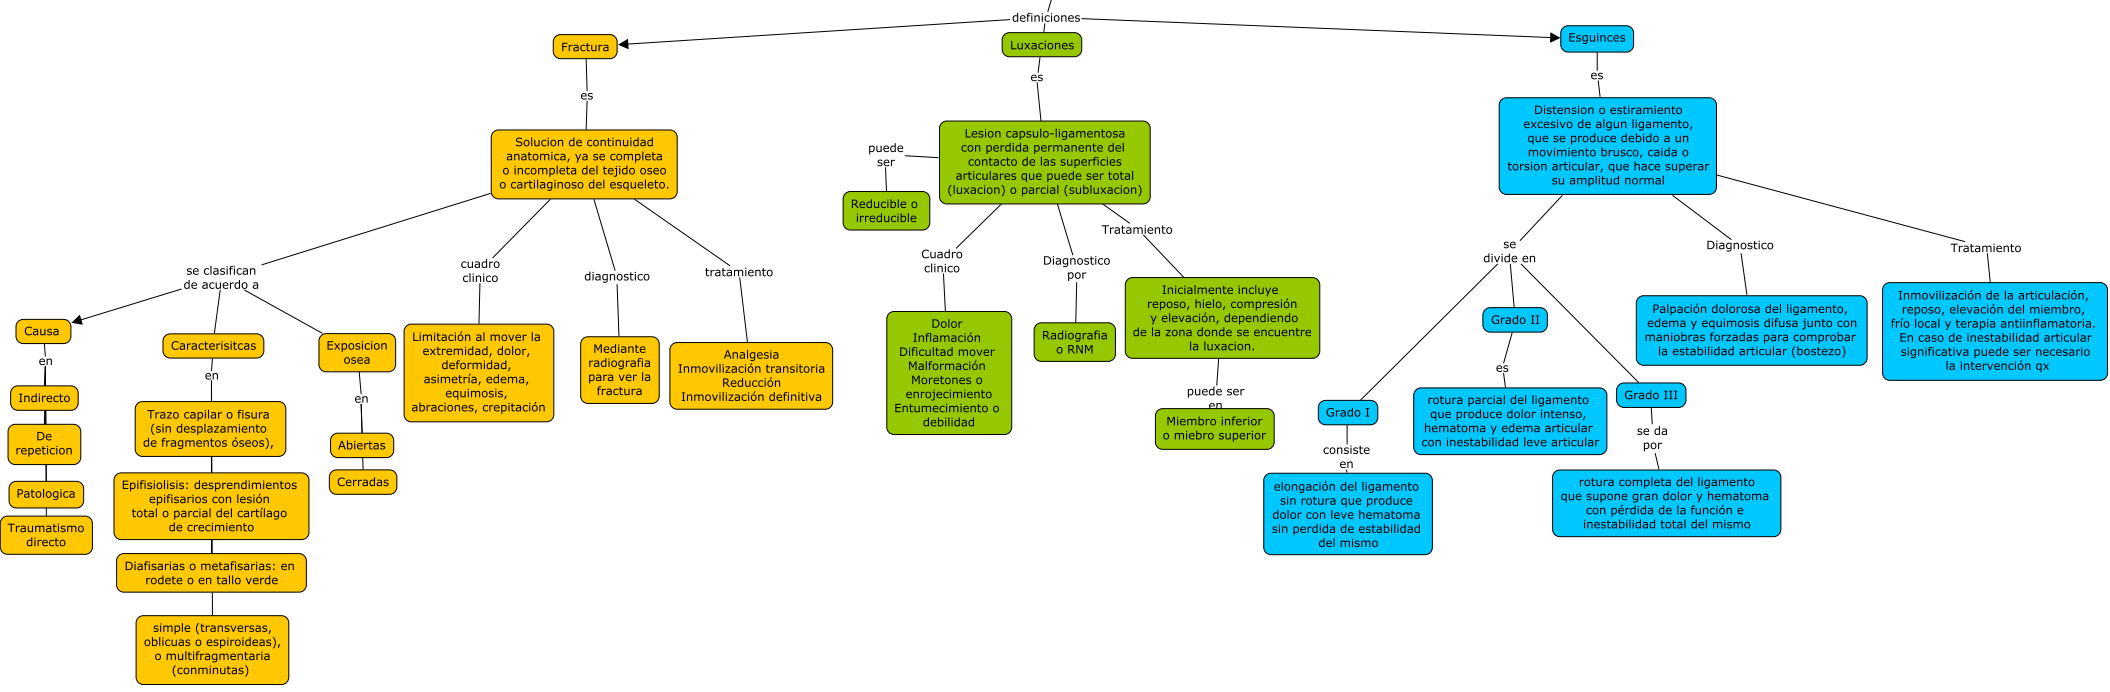 definiciones
Fractura
es
Solucion de continuidad
anatomica, ya se completa
o incompleta del tejido oseo
o cartilaginoso del esqueleto.
se clasifican
de acuerdo a
Causa
en
Indirecto
De
repeticion
Patologica
Traumatismo
directo
Caracterisitcas
en
Trazo capilar o fisura
(sin desplazamiento
de fragmentos óseos),
Epifisiolisis: desprendimientos
epifisarios con lesión
total o parcial del cartílago
de crecimiento
Diafisarias o metafisarias: en
rodete o en tallo verde
simple (transversas,
oblicuas o espiroideas),
o multifragmentaria
(conminutas)
Exposicion
osea
en
Abiertas
Cerradas
cuadro
clinico
Limitación al mover la
extremidad, dolor,
deformidad,
asimetría, edema,
equimosis,
abraciones, crepitación
diagnostico
Mediante
radiografia
para ver la
fractura
tratamiento
Analgesia
Inmovilización transitoria
Reducción
Inmovilización definitiva
Luxaciones
es
Lesion capsulo-ligamentosa
con perdida permanente del
contacto de las superficies
articulares que puede ser total
(luxacion) o parcial (subluxacion)
puede
ser
Reducible o
irreducible
Cuadro
clinico
Dolor
Inflamación
Dificultad mover
Malformación
Moretones o
enrojecimiento
Entumecimiento o
debilidad
Diagnostico
por
Radiografia
o RNM
Tratamiento
Inicialmente incluye
reposo, hielo, compresión
y elevación, dependiendo
de la zona donde se encuentre
la luxacion.
puede ser
en
Miembro inferior
o miebro superior
Esguinces
es
Distension o estiramiento
excesivo de algun ligamento,
que se produce debido a un
movimiento brusco, caida o
torsion articular, que hace superar
su amplitud normal
se
divide en
Grado I
consiste
en
elongación del ligamento
sin rotura que produce
dolor con leve hematoma
sin perdida de estabilidad
del mismo
Grado II
es
rotura parcial del ligamento
que produce dolor intenso,
hematoma y edema articular
con inestabilidad leve articular
Grado III
se da
por
rotura completa del ligamento
que supone gran dolor y hematoma
con pérdida de la función e
inestabilidad total del mismo
Diagnostico
Palpación dolorosa del ligamento,
edema y equimosis difusa junto con
maniobras forzadas para comprobar
la estabilidad articular (bostezo)
Tratamiento
Inmovilización de la articulación,
reposo, elevación del miembro,
frío local y terapia antiinflamatoria.
En caso de inestabilidad articular
significativa puede ser necesario
la intervención qx